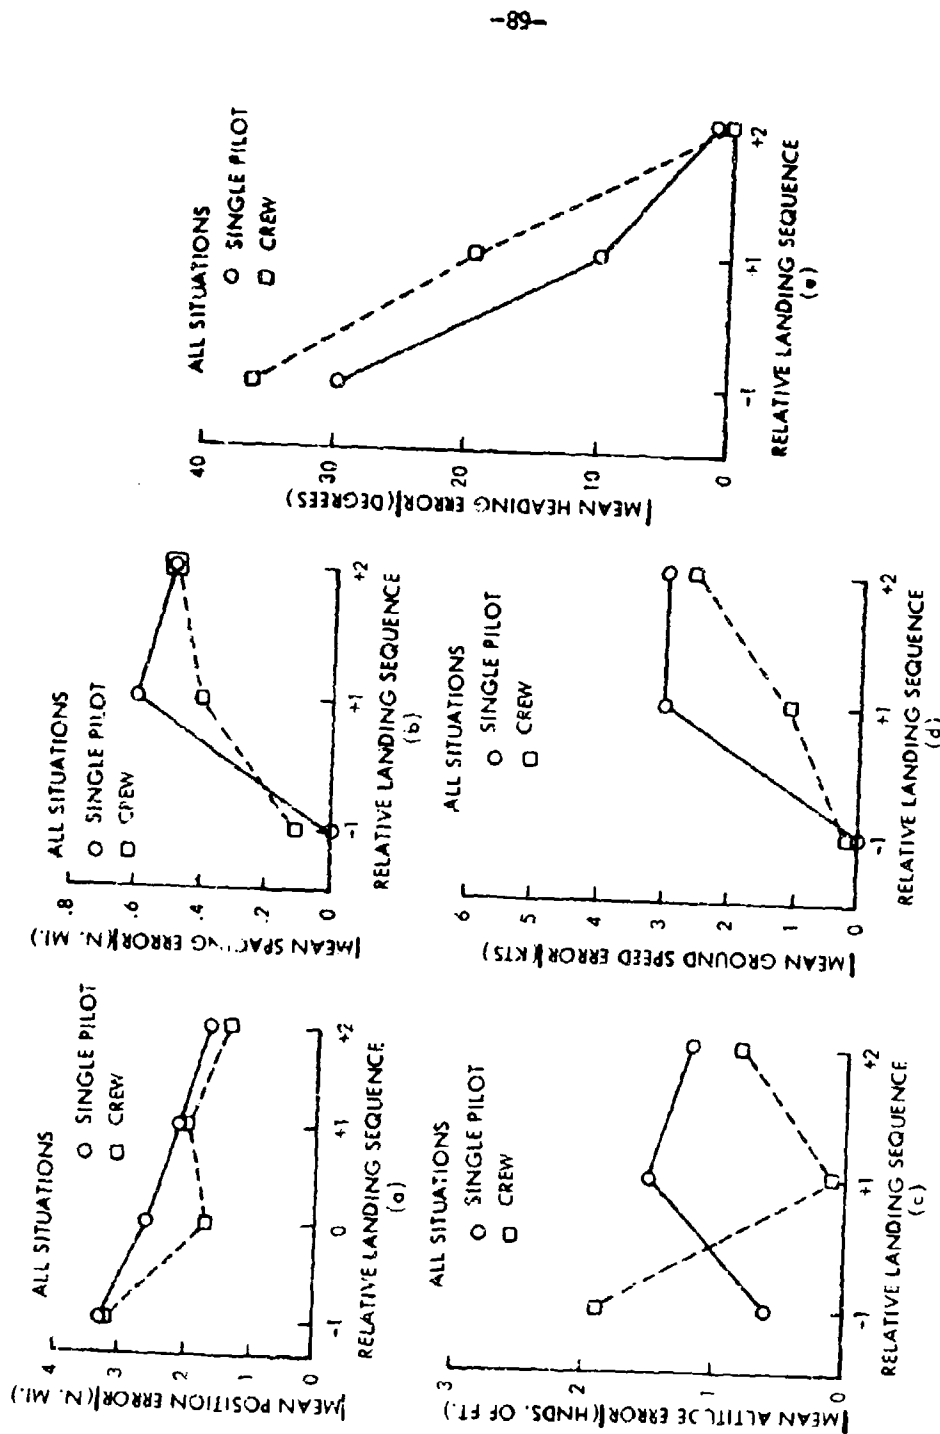 -89-
ALL SITUATIONS
SINGLE PILOT
CREW
4
3
2
1
0
|MEAN POSITION ERROR|(N. MI.)
-1
0
+1
+2
RELATIVE LANDING SEQUENCE
(a)
ALL SITUATIONS
SINGLE PILOT
CREW
.8
.6
.4
.2
0
|MEAN SPACING ERROR|(N. MI.)
-1
+1
+2
RELATIVE LANDING SEQUENCE
(b)
ALL SITUATIONS
SINGLE PILOT
CREW
3
2
1
0
|MEAN ALTITUDE ERROR|(HNDS. OF FT.)
-1
+1
+2
RELATIVE LANDING SEQUENCE
(c)
ALL SITUATIONS
SINGLE PILOT
CREW
6
5
4
3
2
1
0
|MEAN GROUND SPEED ERROR|(KTS)
-1
+1
+2
RELATIVE LANDING SEQUENCE
(d)
ALL SITUATIONS
SINGLE PILOT
CREW
40
30
20
10
0
|MEAN HEADING ERROR|(DEGREES)
-1
+1
+2
RELATIVE LANDING SEQUENCE
(e)